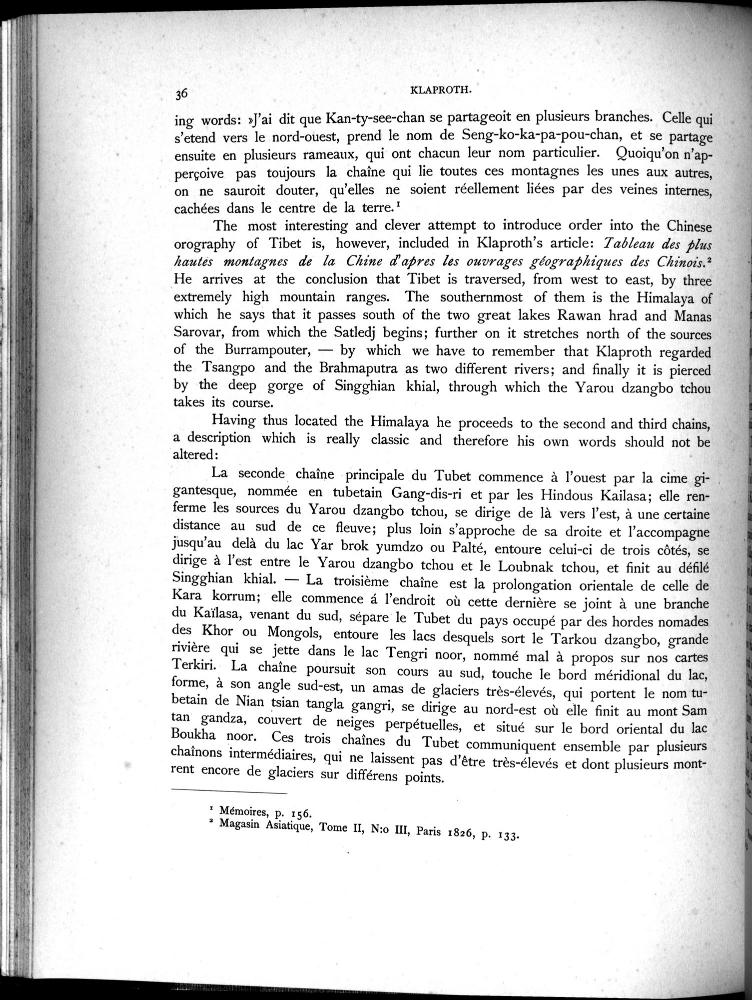 36
KLAPROTH.
ing words: »J'ai dit que Kan-ty-see-chan se partageoit en plusieurs branches. Celle qui
s'etend vers le nord-ouest, prend le nom de Seng-ko-ka-pa-pou-chan, et se partage
ensuite en plusieurs rameaux, qui ont chacun leur nom particulier. Quoiqu'on n'ap-
perçoive pas toujours la chaîne qui lie toutes ces montagnes les unes aux autres,
on ne sauroit douter, qu'elles ne soient réellement liées par des veines internes,
cachées dans le centre de la terre.¹
The most interesting and clever attempt to introduce order into the Chinese
orography of Tibet is, however, included in Klaproth's article: Tableau des plus
hautes montagnes de la Chine d'apres les ouvrages géographiques des Chinois.²
He arrives at the conclusion that Tibet is traversed, from west to east, by three
extremely high mountain ranges. The southernmost of them is the Himalaya of
which he says that it passes south of the two great lakes Rawan hrad and Manas
Sarovar, from which the Satledj begins; further on it stretches north of the sources
of the Burrampouter, — by which we have to remember that Klaproth regarded
the Tsangpo and the Brahmaputra as two different rivers; and finally it is pierced
by the deep gorge of Singghian khial, through which the Yarou dzangbo tchou
takes its course.
Having thus located the Himalaya he proceeds to the second and third chains,
a description which is really classic and therefore his own words should not be
altered:
La seconde chaîne principale du Tubet commence à l'ouest par la cime gi-
gantesque, nommée en tubetain Gang-dis-ri et par les Hindous Kailasa; elle ren-
ferme les sources du Yarou dzangbo tchou, se dirige de là vers l'est, à une certaine
distance au sud de ce fleuve; plus loin s'approche de sa droite et l'accompagne
jusqu'au delà du lac Yar brok yumdzo ou Palté, entoure celui-ci de trois côtés, se
dirige à l'est entre le Yarou dzangbo tchou et le Loubnak tchou, et finit au défilé
Singghian khial. — La troisième chaîne est la prolongation orientale de celle de
Kara korrum; elle commence á l'endroit où cette dernière se joint à une branche
du Kaïlasa, venant du sud, sépare le Tubet du pays occupé par des hordes nomades
des Khor ou Mongols, entoure les lacs desquels sort le Tarkou dzangbo, grande
rivière qui se jette dans le lac Tengri noor, nommé mal à propos sur nos cartes
Terkiri. La chaîne poursuit son cours au sud, touche le bord méridional du lac,
forme, à son angle sud-est, un amas de glaciers très-élevés, qui portent le nom tu-
betain de Nian tsian tangla gangri, se dirige au nord-est où elle finit au mont Sam
tan gandza, couvert de neiges perpétuelles, et situé sur le bord oriental du lac
Boukha noor. Ces trois chaînes du Tubet communiquent ensemble par plusieurs
chaînons intermédiaires, qui ne laissent pas d'être très-élevés et dont plusieurs mont-
rent encore de glaciers sur différens points.
¹ Mémoires, p. 156.
² Magasin Asiatique, Tome II, N:o III, Paris 1826, p. 133.